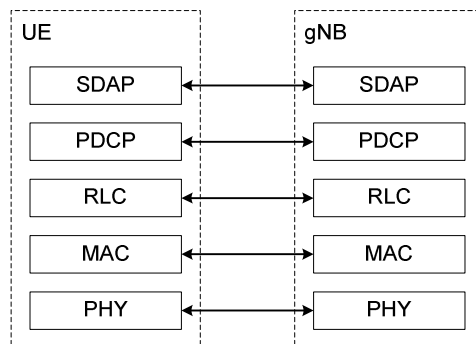 UE gNB
SDAP SDAP
PDCP PDCP
RLC RLC
MAC MAC
PHY PHY